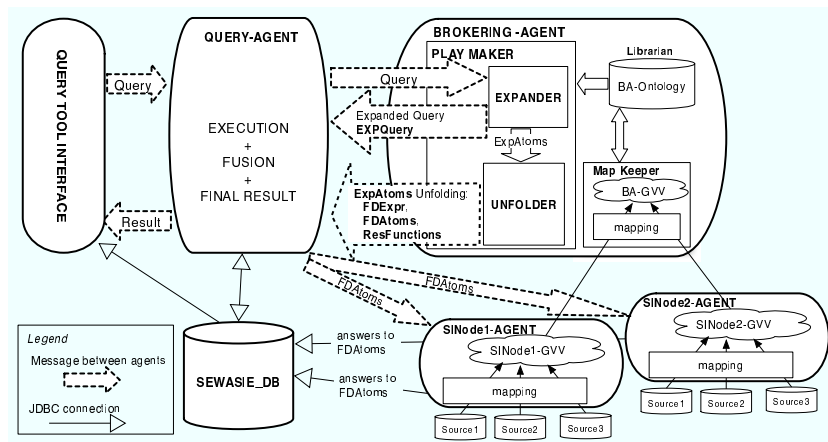 QUERY TOOL INTERFACE
Query
Result
QUERY-AGENT
EXECUTION
+
FUSION
+
FINAL RESULT
BROKERING -AGENT
PLAY MAKER
Query
EXPANDER
Expanded Query
EXPQuery
ExpAtoms
ExpAtoms Unfolding:
FDExpr,
FDAtoms,
ResFunctions
UNFOLDER
Librarian
BA-Ontology
Map Keeper
BA-GVV
mapping
FDAtoms
FDAtoms
SINode1-AGENT
SINode1-GVV
mapping
Source1
Source2
Source3
SINode2-AGENT
SINode2-GVV
mapping
Source1
Source2
Source3
answers to
FDAtoms
answers to
FDAtoms
SEWASIE_DB
Legend
Message between agents
JDBC connection